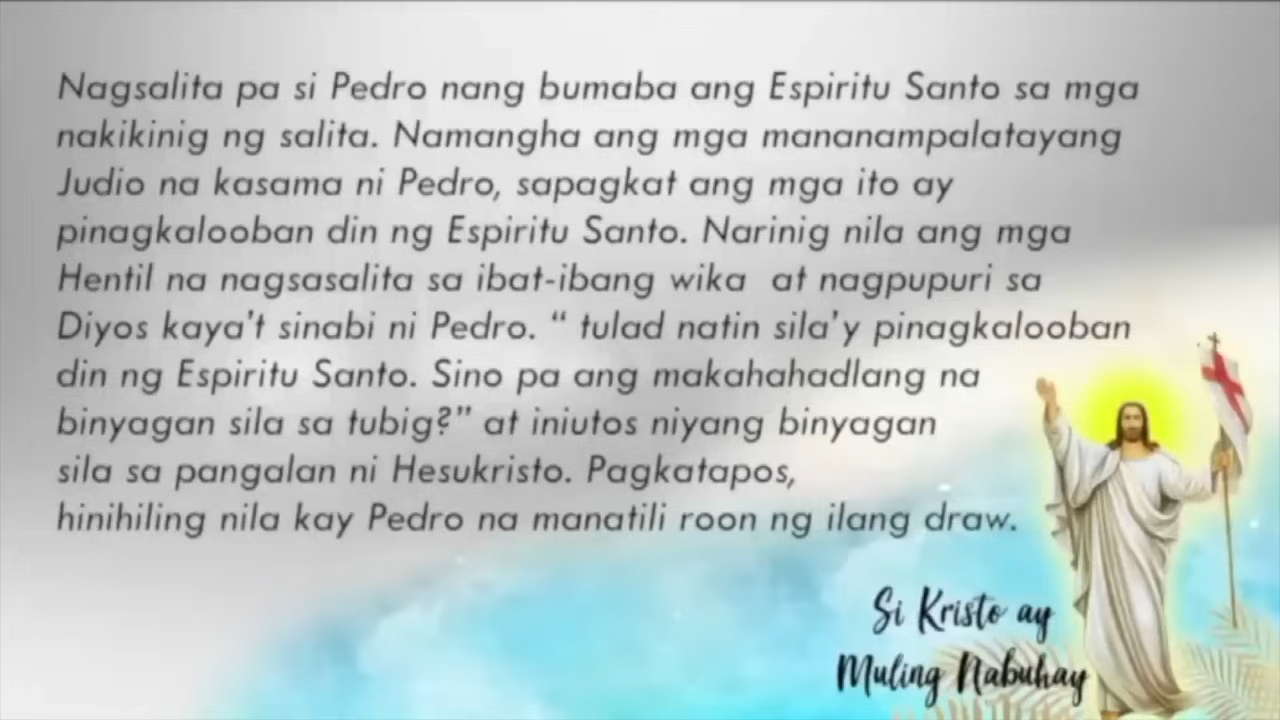 Nagsalita pa si Pedro nang bumaba ang Espiritu Santo sa mga
nakikinig ng salita. Namangha ang mga mananampalatayang
Judio na kasama ni Pedro, sapagkat ang mga ito ay
pinagkalooban din ng Espiritu Santo. Narinig nila ang mga
Hentil na nagsasalita sa ibat-ibang wika  at nagpupuri sa
Diyos kaya't sinabi ni Pedro. “ tulad natin sila'y pinagkalooban
din ng Espiritu Santo. Sino pa ang makahahadlang na
binyagan sila sa tubig?” at iniutos niyang binyagan
sila sa pangalan ni Hesukristo. Pagkatapos,
hinihiling nila kay Pedro na manatili roon ng ilang draw.
Si Kristo ay
Muling Nabuhay